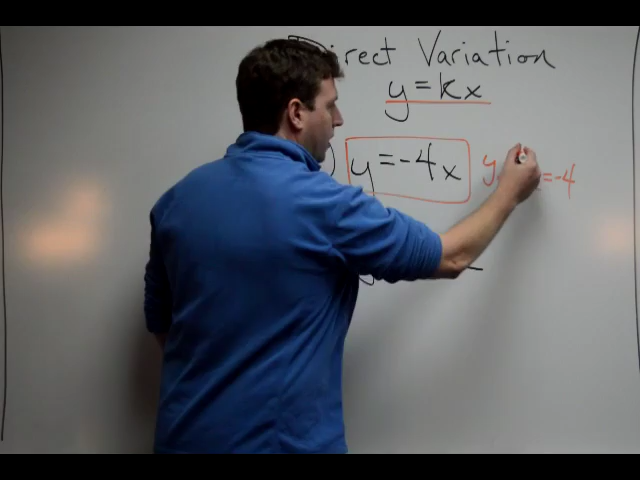 Direct Variation
y = kx
) y = -4x y = -4
y